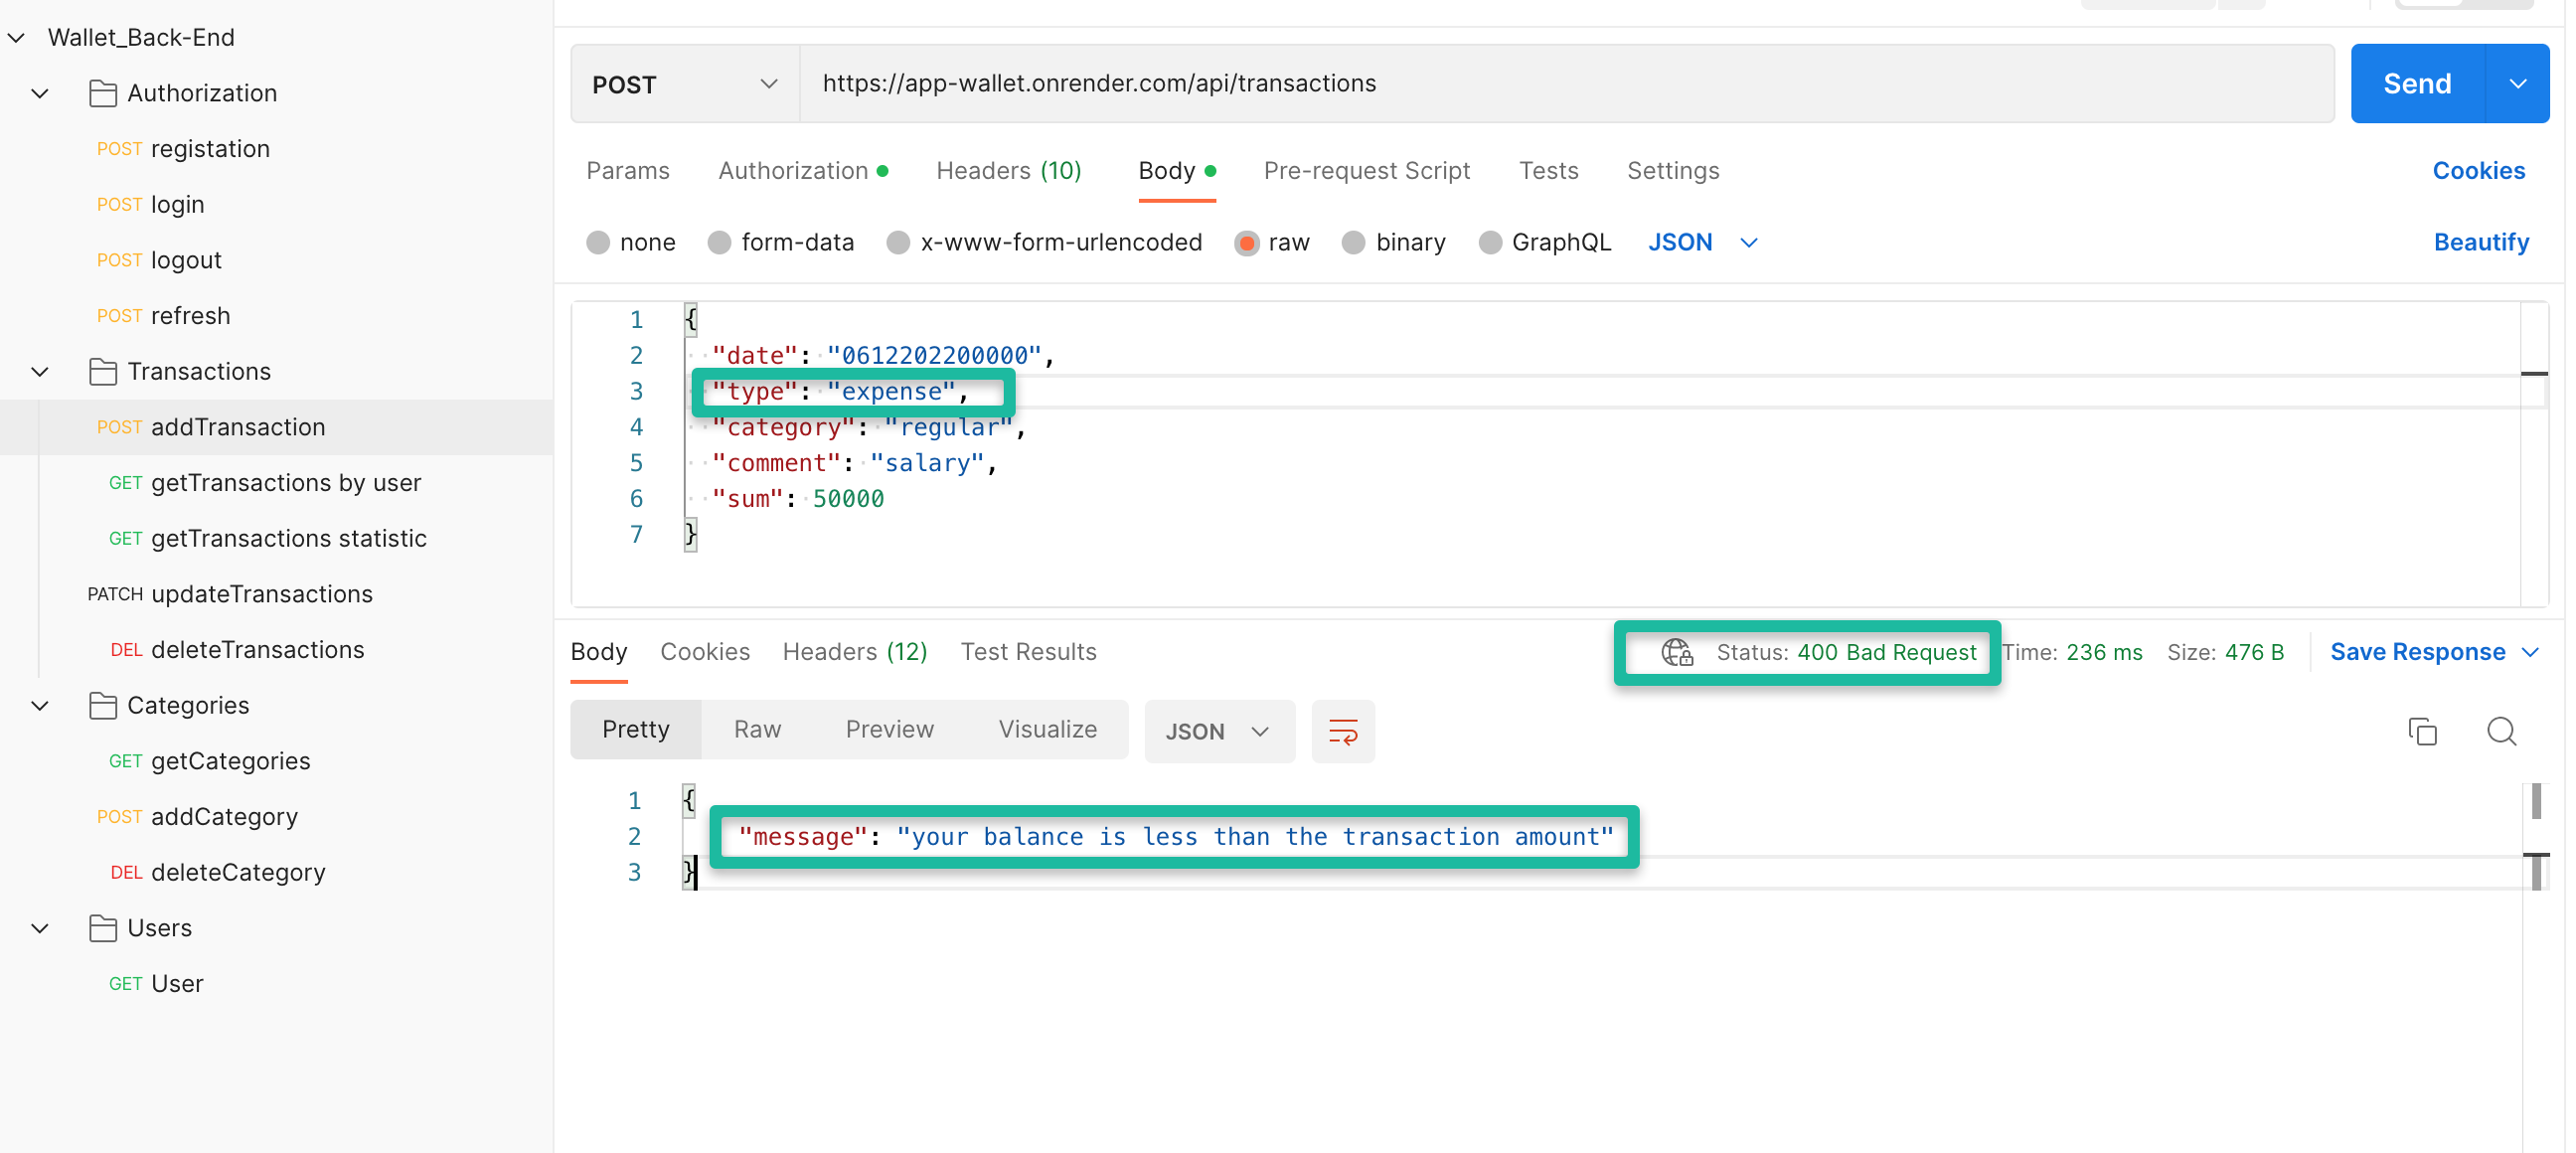 Wallet_Back-End
Authorization
POST registation
POST login
POST logout
POST refresh
Transactions
POST addTransaction
GET getTransactions by user
GET getTransactions statistic
PATCH updateTransactions
DEL deleteTransactions
Categories
GET getCategories
POST addCategory
DEL deleteCategory
Users
GET User
POST https://app-wallet.onrender.com/api/transactions Send
Params Authorization Headers (10) Body Pre-request Script Tests Settings Cookies
none form-data x-www-form-urlencoded raw binary GraphQL JSON Beautify
1 {
2 "date": "0612202200000",
3 "type": "expense",
4 "category": "regular",
5 "comment": "salary",
6 "sum": 50000
7 }
Body Cookies Headers (12) Test Results Status: 400 Bad Request Time: 236 ms Size: 476 B Save Response
Pretty Raw Preview Visualize JSON
1 {
2 "message": "your balance is less than the transaction amount"
3 }